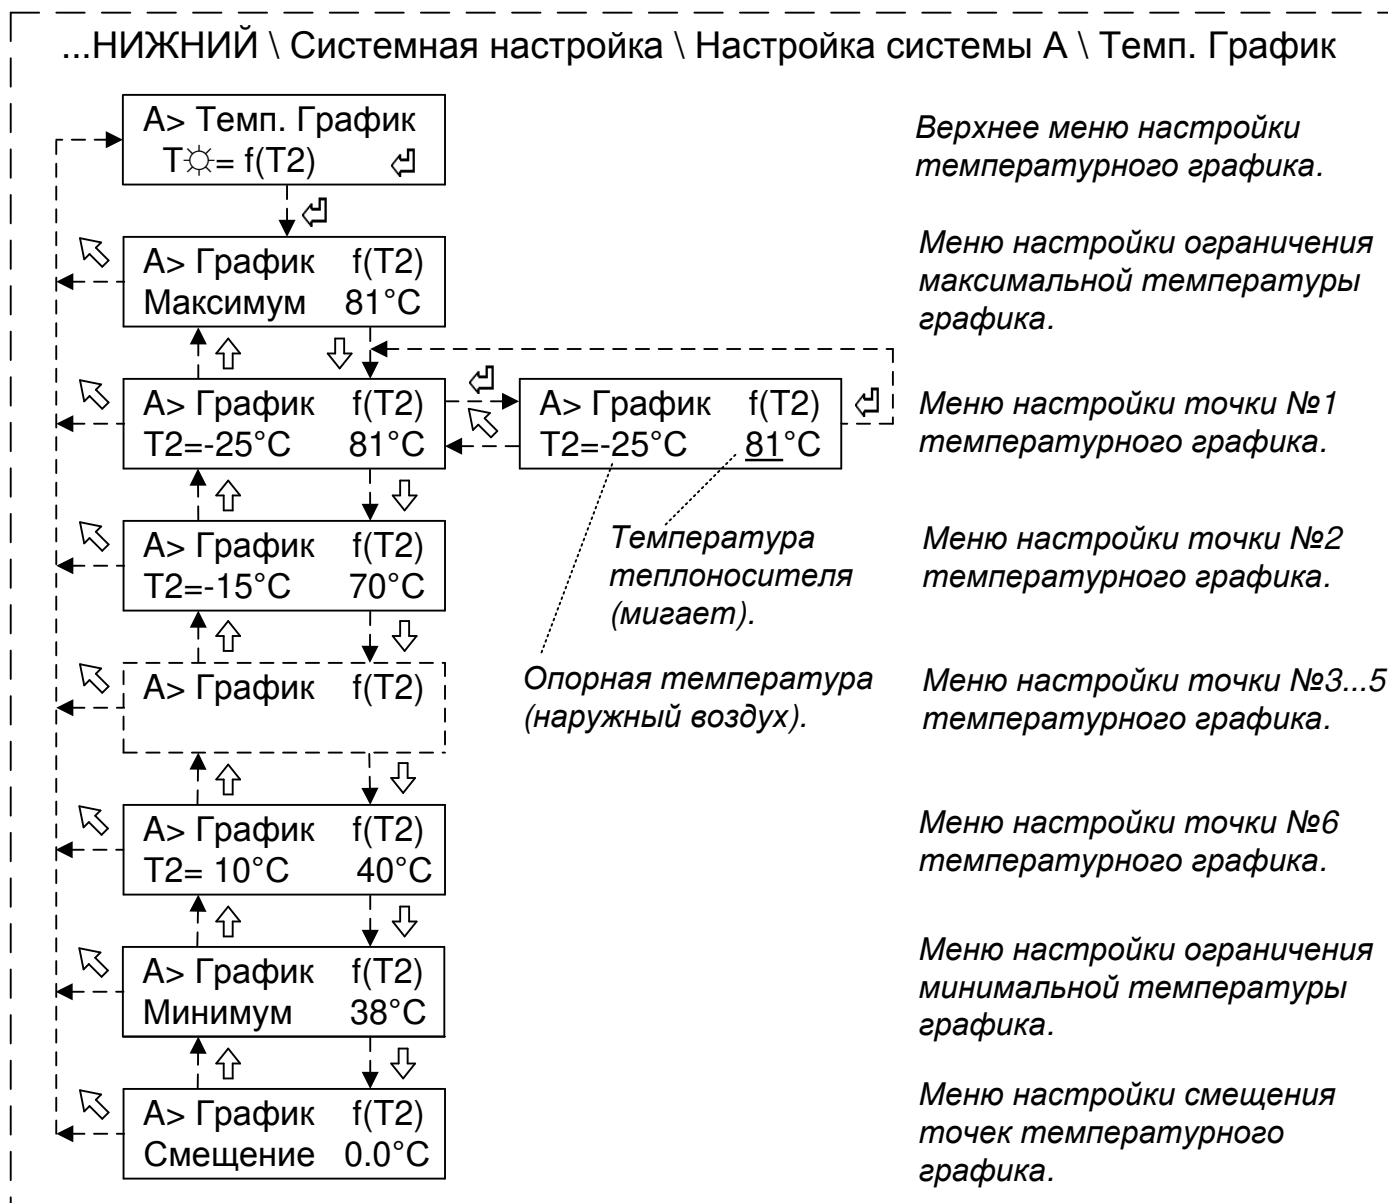 ...НИЖНИЙ \ Системная настройка \ Настройка системы А \ Темп. График
А> Темп. График
Т☼= f(T2)
Верхнее меню настройки
температурного графика.
А> График f(T2)
Максимум 81°C
Меню настройки ограничения
максимальной температуры
графика.
А> График f(T2)
T2=-25°C 81°C
А> График f(T2)
T2=-25°C 81°C
Меню настройки точки №1
температурного графика.
Температура
теплоносителя
(мигает).
Опорная температура
(наружный воздух).
А> График f(T2)
T2=-15°C 70°C
Меню настройки точки №2
температурного графика.
А> График f(T2)
Меню настройки точки №3...5
температурного графика.
А> График f(T2)
T2= 10°C 40°C
Меню настройки точки №6
температурного графика.
А> График f(T2)
Минимум 38°C
Меню настройки ограничения
минимальной температуры
графика.
А> График f(T2)
Смещение 0.0°C
Меню настройки смещения
точек температурного
графика.